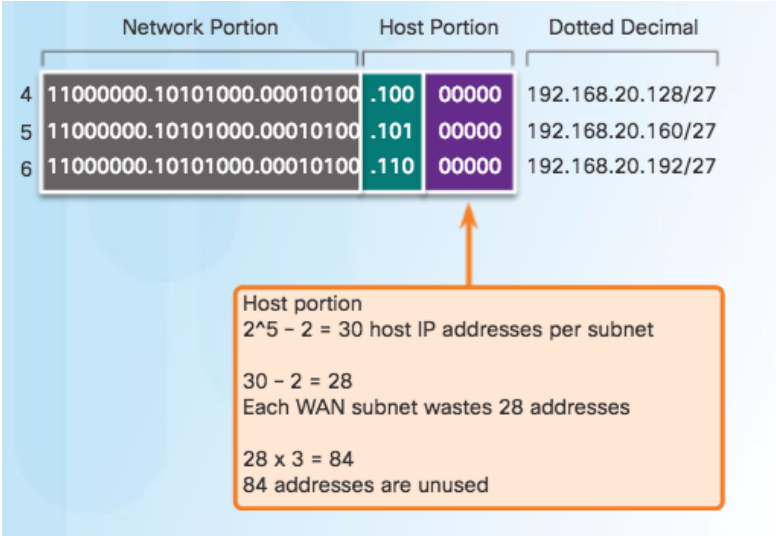 Network Portion Host Portion Dotted Decimal
4 11000000.10101000.00010100 .100 00000 192.168.20.128/27
5 11000000.10101000.00010100 .101 00000 192.168.20.160/27
6 11000000.10101000.00010100 .110 00000 192.168.20.192/27
Host portion
2^5 – 2 = 30 host IP addresses per subnet
30 – 2 = 28
Each WAN subnet wastes 28 addresses
28 x 3 = 84
84 addresses are unused